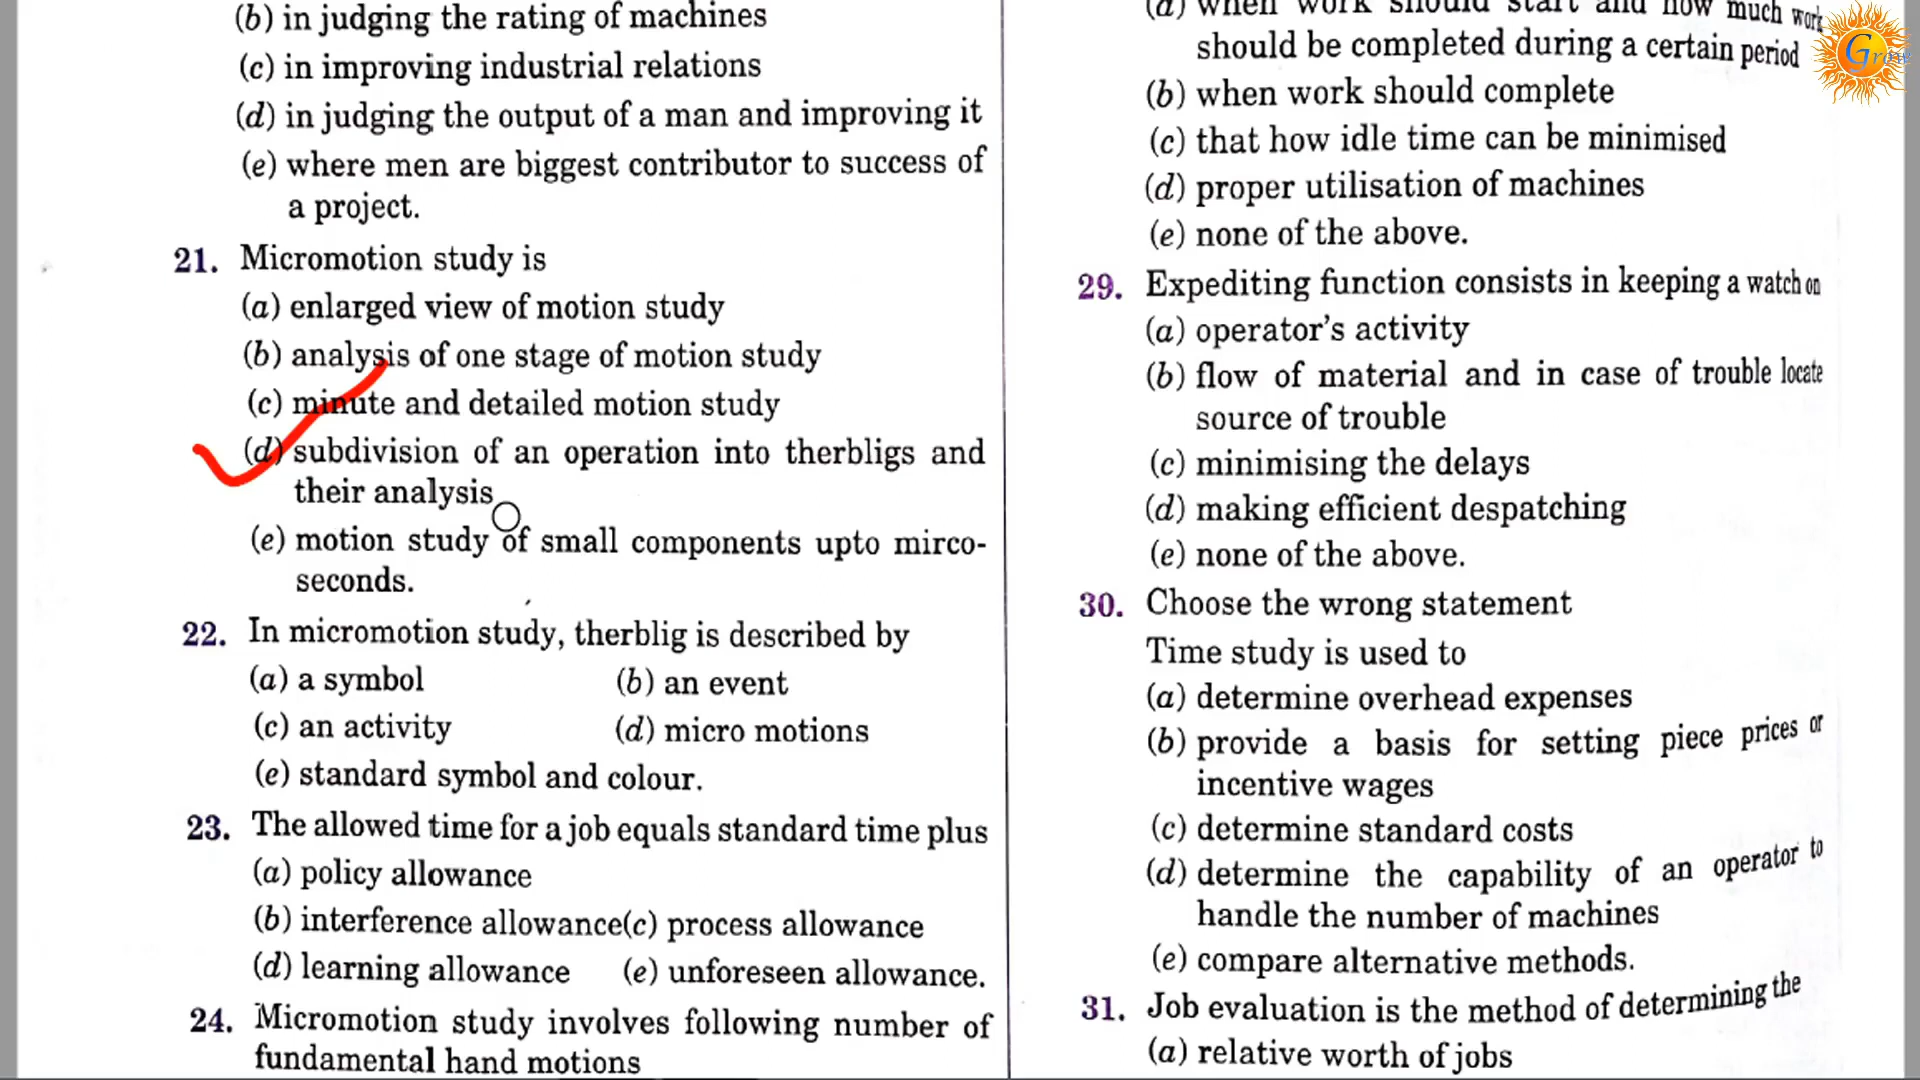 (b) in judging the rating of machines
(c) in improving industrial relations
(d) in judging the output of a man and improving it
(e) where men are biggest contributor to success of
a project.
21. Micromotion study is
(a) enlarged view of motion study
(b) analysis of one stage of motion study
(c) minute and detailed motion study
(d) subdivision of an operation into therbligs and
their analysis
(e) motion study of small components upto mirco-
seconds.
22. In micromotion study, therblig is described by
(a) a symbol (b) an event
(c) an activity (d) micro motions
(e) standard symbol and colour.
23. The allowed time for a job equals standard time plus
(a) policy allowance
(b) interference allowance(c) process allowance
(d) learning allowance (e) unforeseen allowance.
24. Micromotion study involves following number of
fundamental hand motions
(a) when work should start and how much work
should be completed during a certain period
(b) when work should complete
(c) that how idle time can be minimised
(d) proper utilisation of machines
(e) none of the above.
29. Expediting function consists in keeping a watch on
(a) operator's activity
(b) flow of material and in case of trouble locate
source of trouble
(c) minimising the delays
(d) making efficient despatching
(e) none of the above.
30. Choose the wrong statement
Time study is used to
(a) determine overhead expenses
(b) provide a basis for setting piece prices or
incentive wages
(c) determine standard costs
(d) determine the capability of an operator to
handle the number of machines
(e) compare alternative methods.
31. Job evaluation is the method of determining the
(a) relative worth of jobs